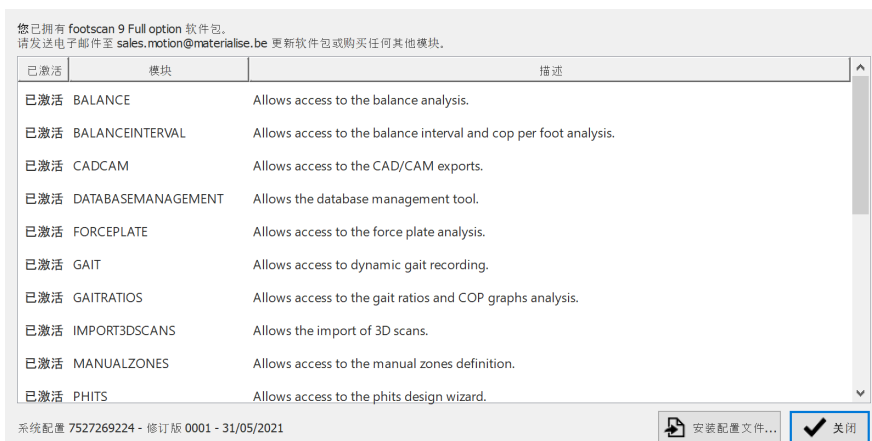 您已拥有 footscan 9 Full option 软件包。
请发送电子邮件至 sales.motion@materialise.be 更新软件包或购买任何其他模块。
已激活 模块 描述
已激活 BALANCE Allows access to the balance analysis.
已激活 BALANCEINTERVAL Allows access to the balance interval and cop per foot analysis.
已激活 CADCAM Allows access to the CAD/CAM exports.
已激活 DATABASEMANAGEMENT Allows the database management tool.
已激活 FORCEPLATE Allows access to the force plate analysis.
已激活 GAIT Allows access to dynamic gait recording.
已激活 GAITRATIOS Allows access to the gait ratios and COP graphs analysis.
已激活 IMPORT3DSCANS Allows the import of 3D scans.
已激活 MANUALZONES Allows access to the manual zones definition.
已激活 PHITS Allows access to the phits design wizard.
系统配置 7527269224 - 修订版 0001 - 31/05/2021 安装配置文件... 关闭